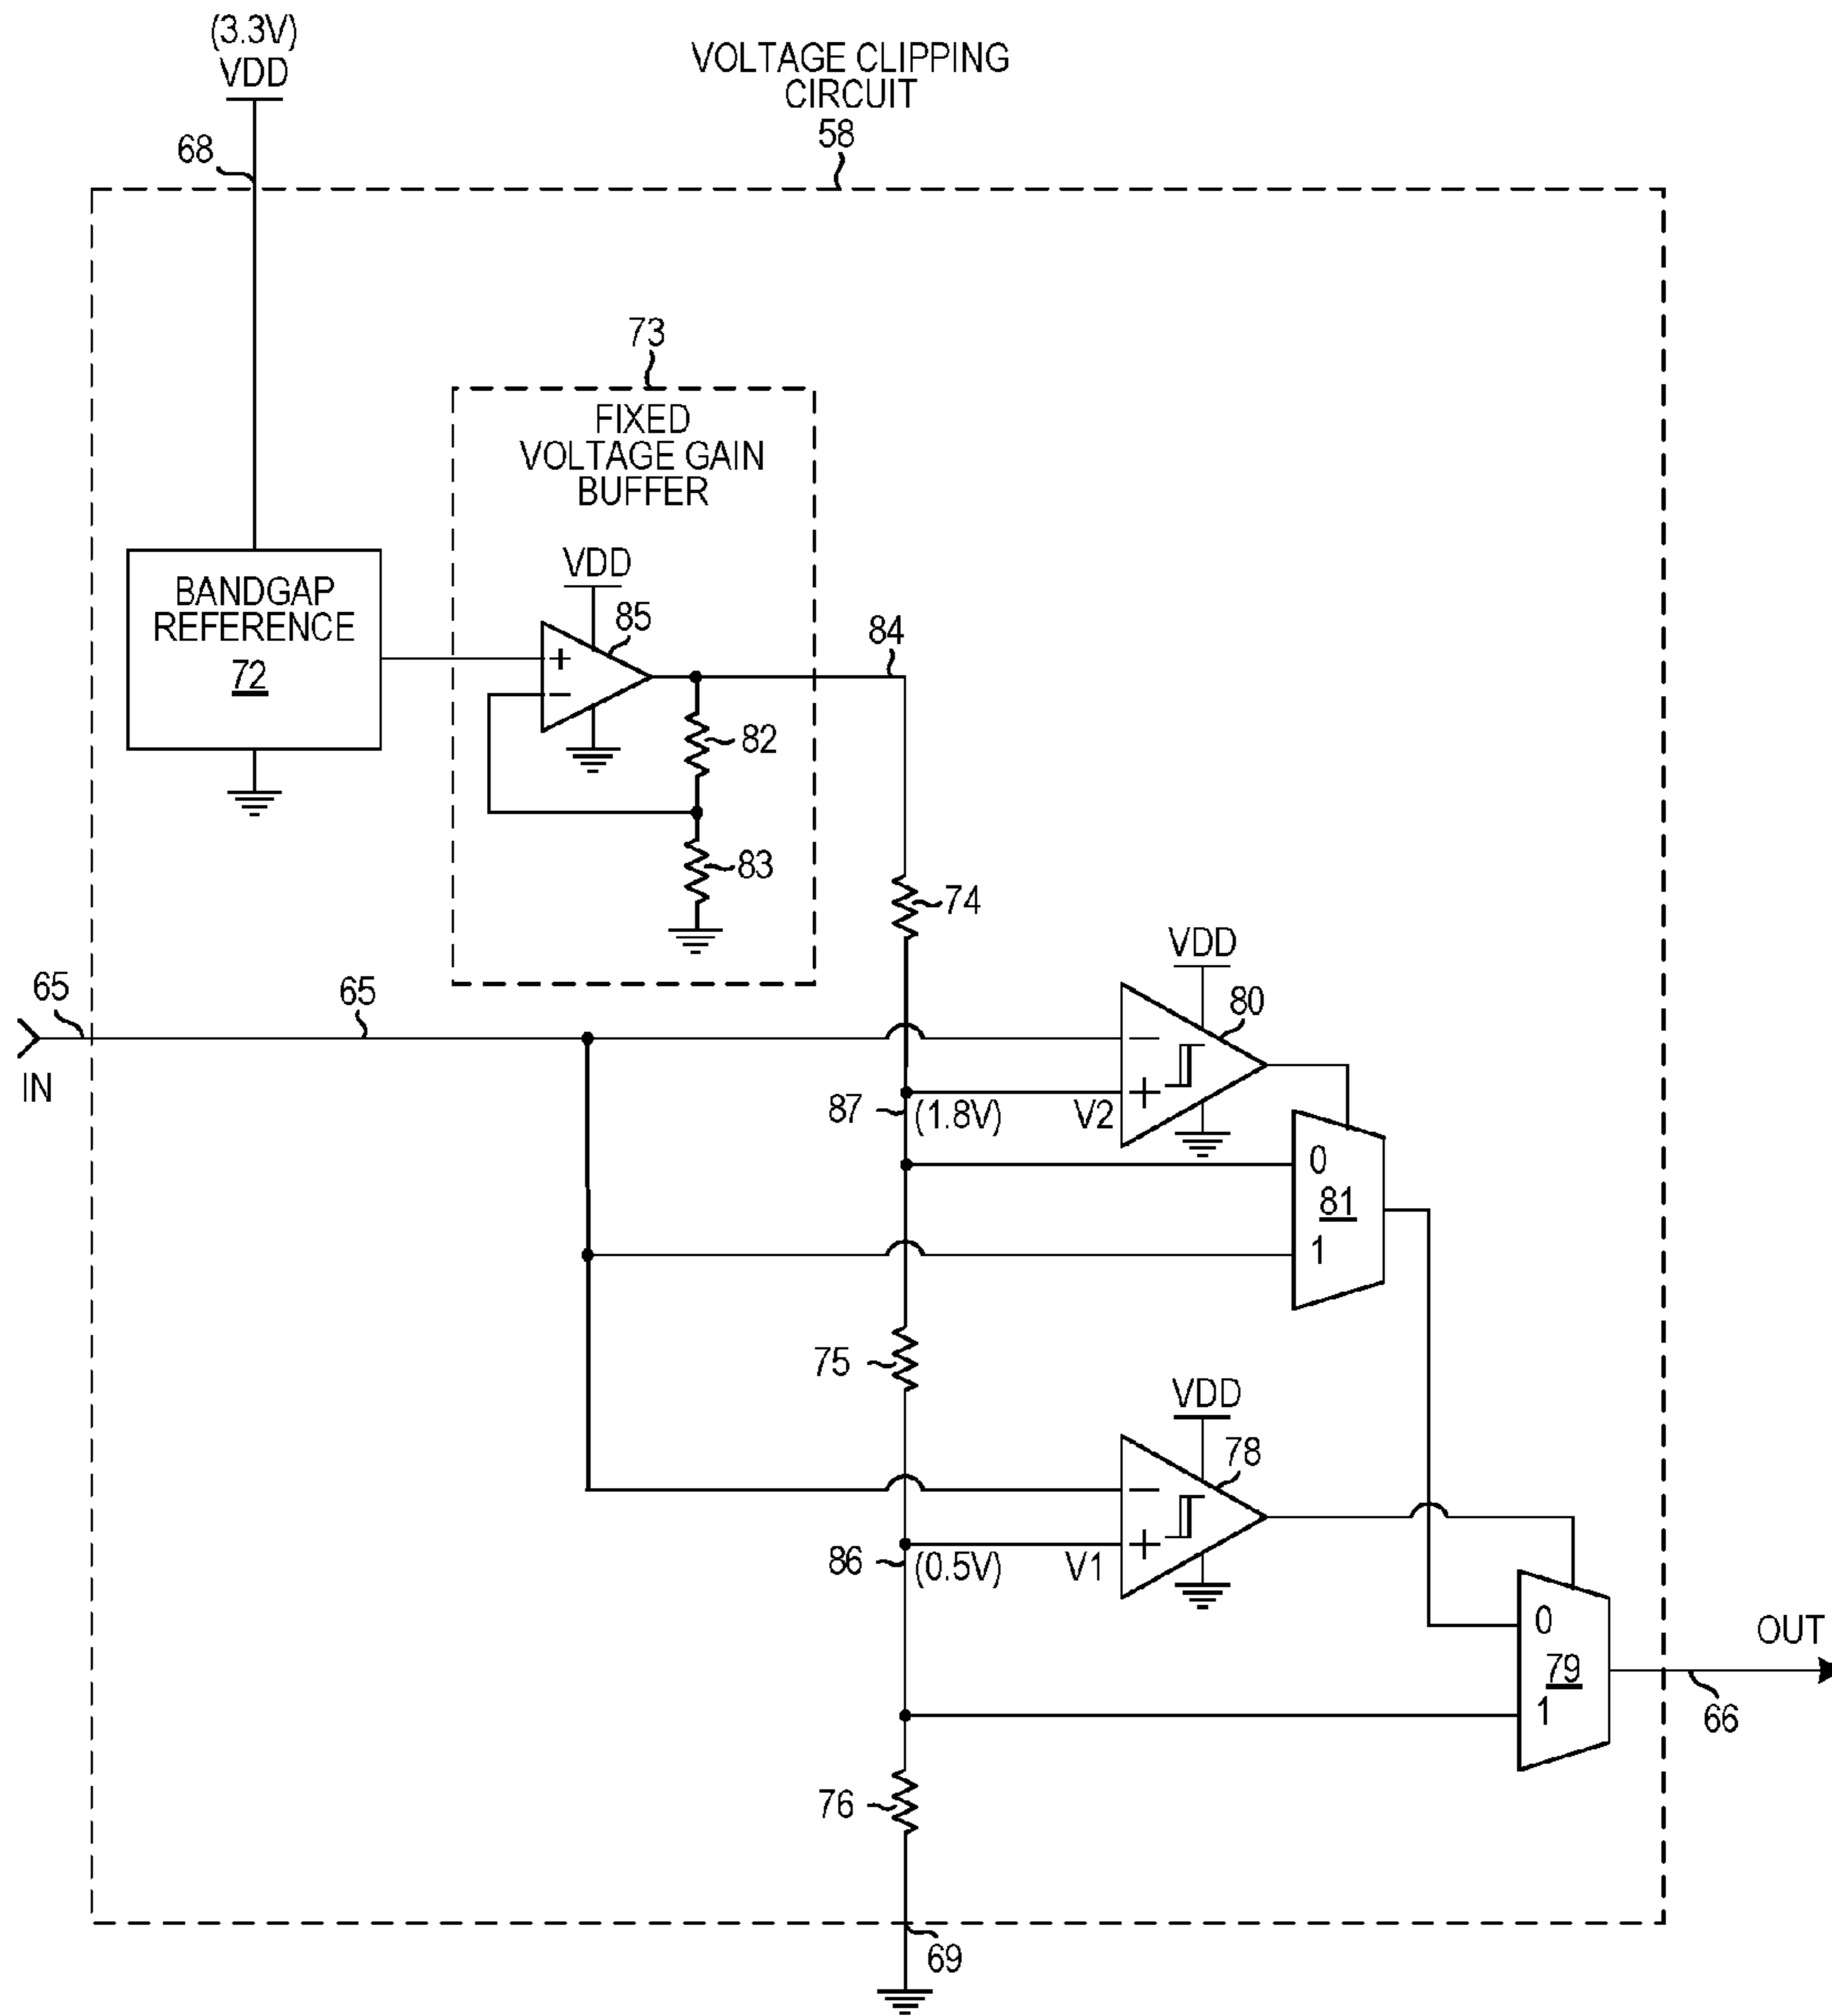 (3.3V)
VDD
VOLTAGE CLIPPING
CIRCUIT
58
68
73
FIXED
VOLTAGE GAIN
BUFFER
BANDGAP
REFERENCE
72
VDD
85
+
−
82
83
84
74
65
65
IN
VDD
80
−
+
87
(1.8V)
V2
0
81
1
75
VDD
78
−
+
86
(0.5V)
V1
0
79
1
OUT
66
76
69